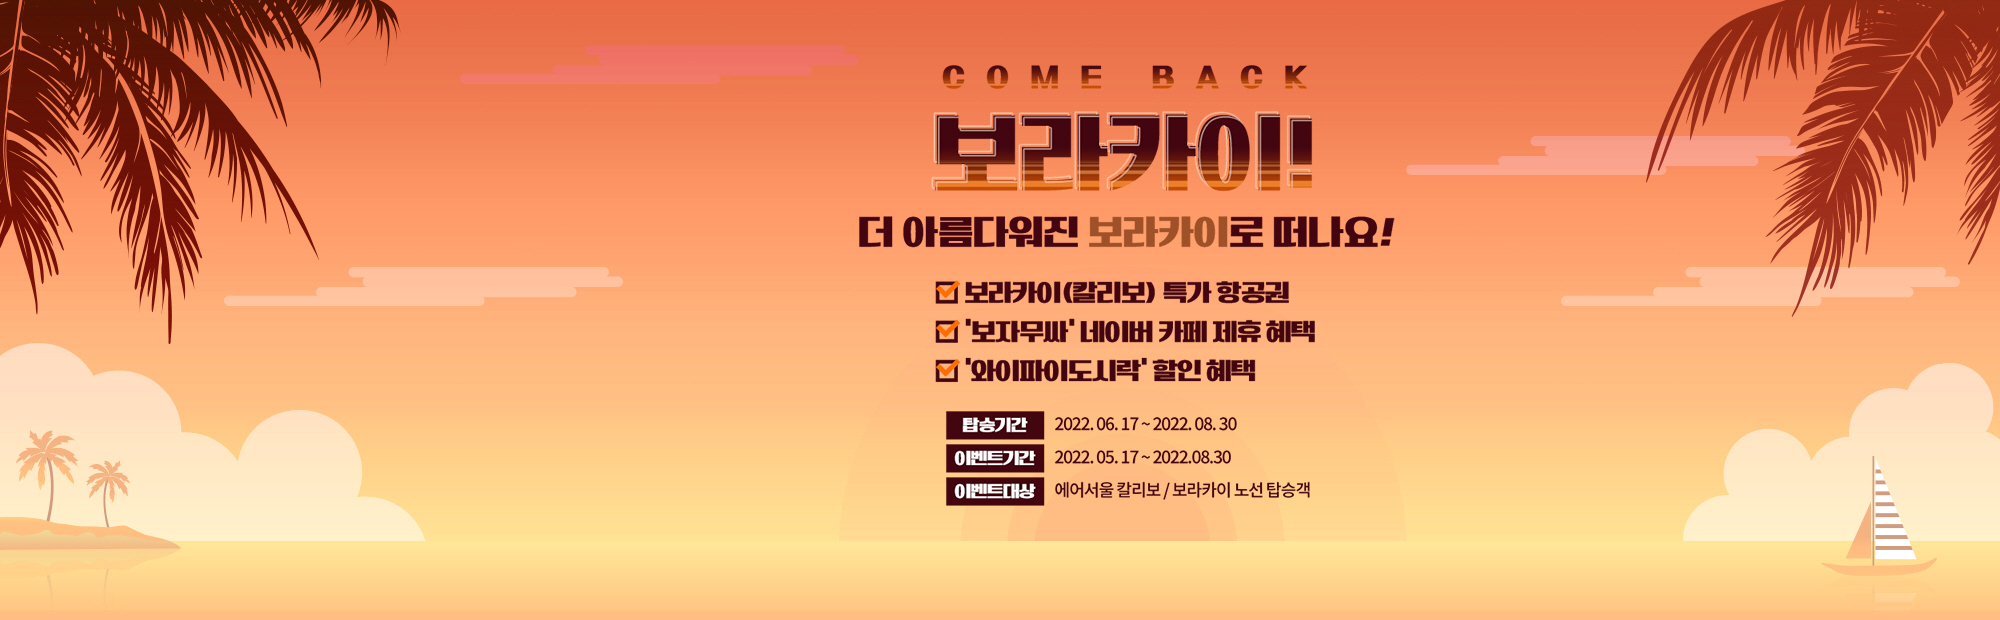 COME BACK
보라카이!
더 아름다워진 보라카이로 떠나요!
보라카이(칼리보) 특가 항공권
'보자무싸' 네이버 카페 제휴 혜택
'와이파이도시락' 할인 혜택
탑승기간 2022. 06. 17 ~ 2022. 08. 30
이벤트기간 2022. 05. 17 ~ 2022.08.30
이벤트대상 에어서울 칼리보 / 보라카이 노선 탑승객